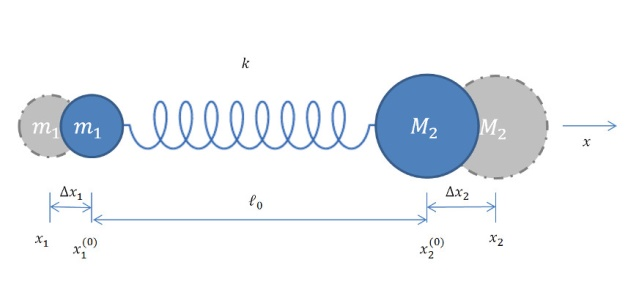 k
m₁ m₁ M₂ M₂
x
Δx₁ ℓ₀ Δx₂
x₁ x₁⁽⁰⁾ x₂⁽⁰⁾ x₂